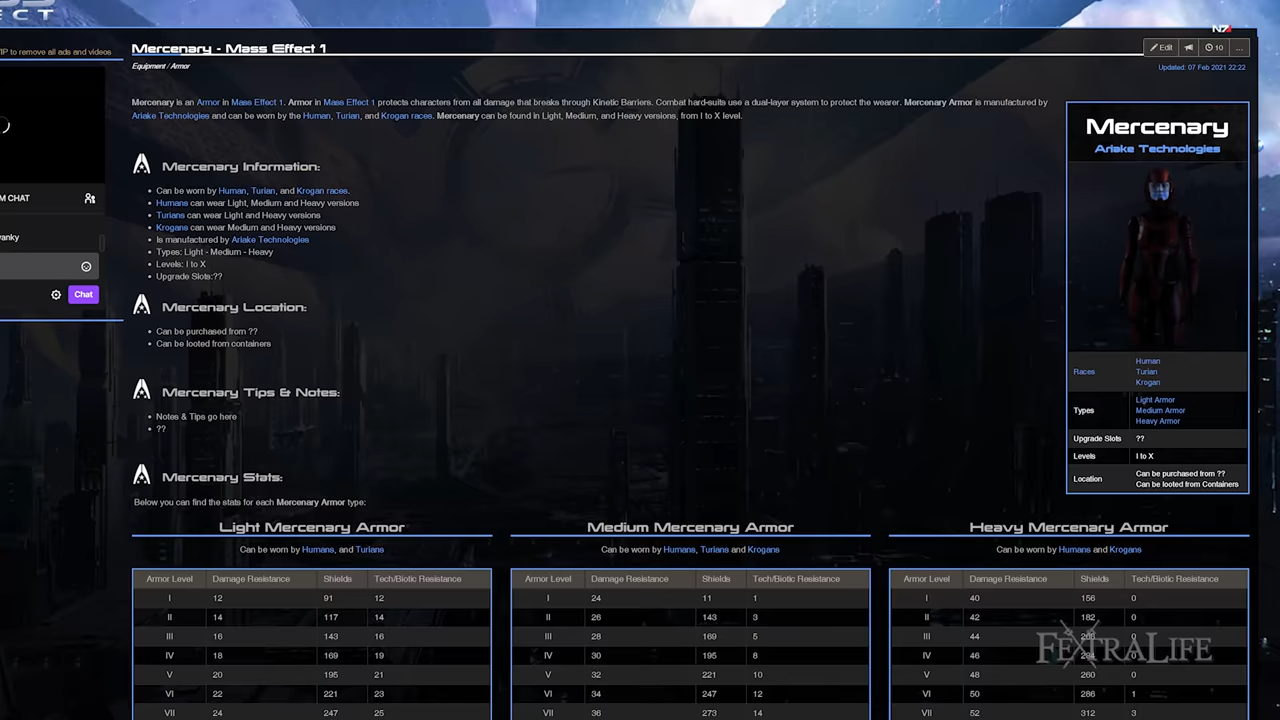 ECT
N7
IP to remove all ads and videos
Mercenary - Mass Effect 1
Edit
10
...
Equipment / Armor
Updated: 07 Feb 2021 22:22
Mercenary is an Armor in Mass Effect 1. Armor in Mass Effect 1 protects characters from all damage that breaks through Kinetic Barriers. Combat hard-suits use a dual-layer system to protect the wearer. Mercenary Armor is manufactured by
Ariake Technologies and can be worn by the Human, Turian, and Krogan races. Mercenary can be found in Light, Medium, and Heavy versions, from I to X level.
M CHAT
vanky
Chat
Mercenary Information:
• Can be worn by Human, Turian, and Krogan races.
• Humans can wear Light, Medium and Heavy versions
• Turians can wear Light and Heavy versions
• Krogans can wear Medium and Heavy versions
• Is manufactured by Ariake Technologies
• Types: Light - Medium - Heavy
• Levels: I to X
• Upgrade Slots:??
Mercenary Location:
• Can be purchased from ??
• Can be looted from containers
Mercenary Tips & Notes:
• Notes & Tips go here
• ??
Mercenary Stats:
Below you can find the stats for each Mercenary Armor type:
Mercenary
Ariake Technologies
Races
Human
Turian
Krogan
Types
Light Armor
Medium Armor
Heavy Armor
Upgrade Slots ??
Levels I to X
Location
Can be purchased from ??
Can be looted from Containers
Light Mercenary Armor
Can be worn by Humans, and Turians
Armor Level Damage Resistance Shields Tech/Biotic Resistance
I 12 91 12
II 14 117 14
III 16 143 16
IV 18 169 19
V 20 195 21
VI 22 221 23
VII 24 247 25
Medium Mercenary Armor
Can be worn by Humans, Turians and Krogans
Armor Level Damage Resistance Shields Tech/Biotic Resistance
I 24 11 1
II 26 143 3
III 28 169 5
IV 30 195 8
V 32 221 10
VI 34 247 12
VII 36 273 14
Heavy Mercenary Armor
Can be worn by Humans and Krogans
Armor Level Damage Resistance Shields Tech/Biotic Resistance
I 40 156 0
II 42 182 0
III 44 0
IV 46 0
V 48 260 0
VI 50 286 1
VII 52 312 3
FEXTRALIFE